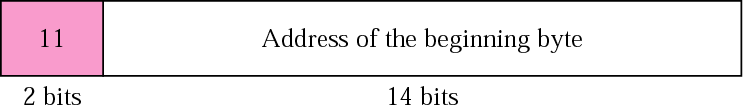 11 Address of the beginning byte
2 bits 14 bits